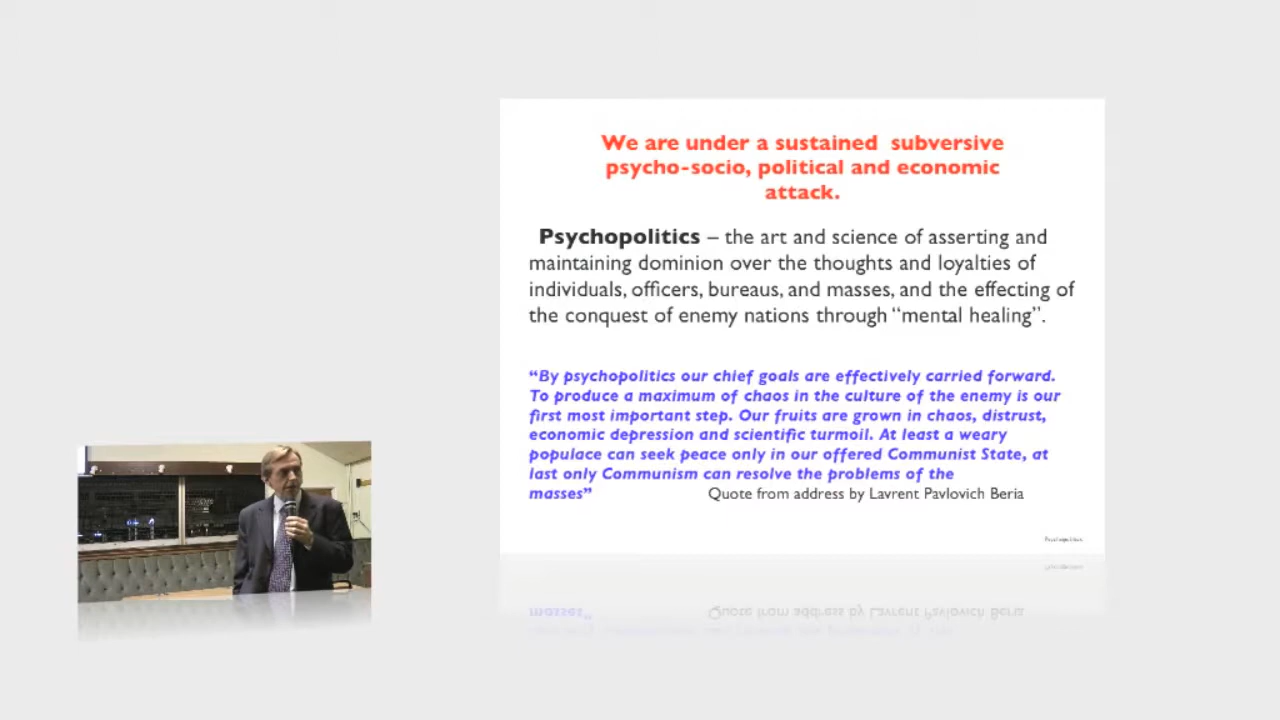 We are under a sustained subversive
psycho-socio, political and economic
attack.
Psychopolitics – the art and science of asserting and
maintaining dominion over the thoughts and loyalties of
individuals, officers, bureaus, and masses, and the effecting of
the conquest of enemy nations through “mental healing”.
“By psychopolitics our chief goals are effectively carried forward.
To produce a maximum of chaos in the culture of the enemy is our
first most important step. Our fruits are grown in chaos, distrust,
economic depression and scientific turmoil. At least a weary
populace can seek peace only in our offered Communist State, at
last only Communism can resolve the problems of the
masses” Quote from address by Lavrent Pavlovich Beria